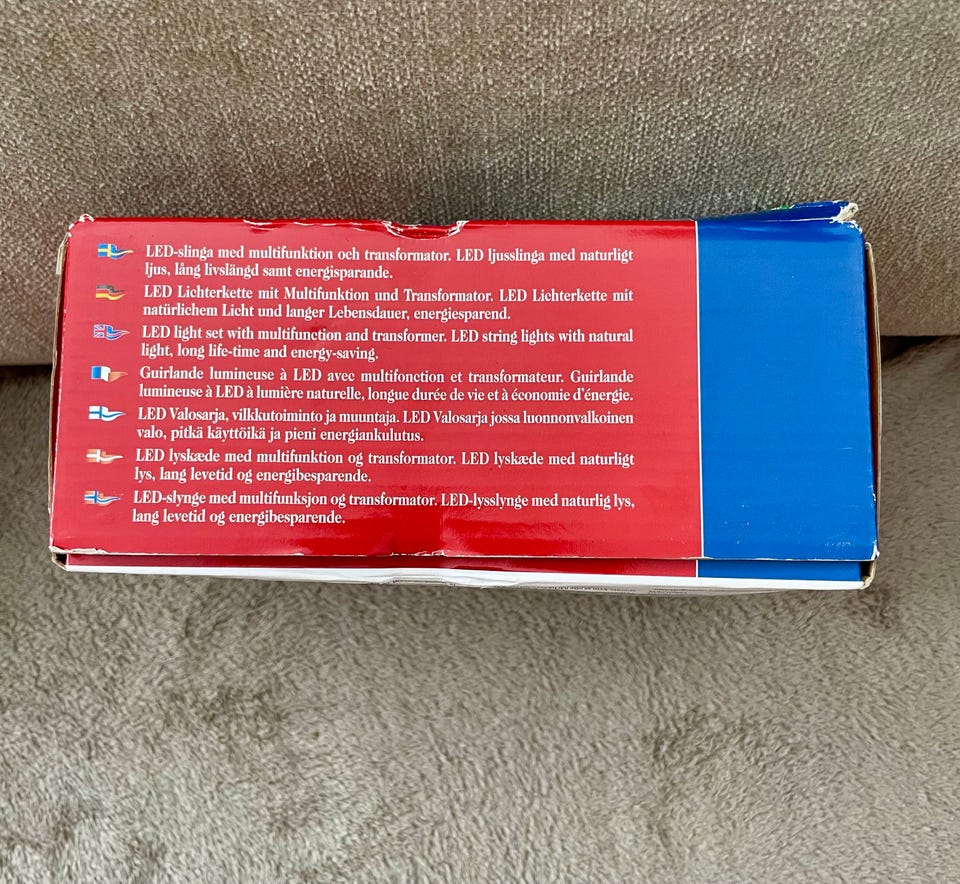 LED-slinga med multifunktion och transformator. LED ljusslinga med naturligt
ljus, lång livslängd samt energisparande.
LED Lichterkette mit Multifunktion und Transformator. LED Lichterkette mit
natürlichem Licht und langer Lebensdauer, energiesparend.
LED light set with multifunction and transformer. LED string lights with natural
light, long life-time and energy-saving.
Guirlande lumineuse à LED avec multifonction et transformateur. Guirlande
lumineuse à LED à lumière naturelle, longue durée de vie et à économie d'énergie.
LED Valosarja, vilkkutoiminto ja muuntaja. LED Valosarja jossa luonnonvalkoinen
valo, pitkä käyttöikä ja pieni energiankulutus.
LED lyskæde med multifunktion og transformator. LED lyskæde med naturligt
lys, lang levetid og energibesparende.
LED-slynge med multifunksjon og transformator. LED-lysslynge med naturlig lys,
lang levetid og energibesparende.